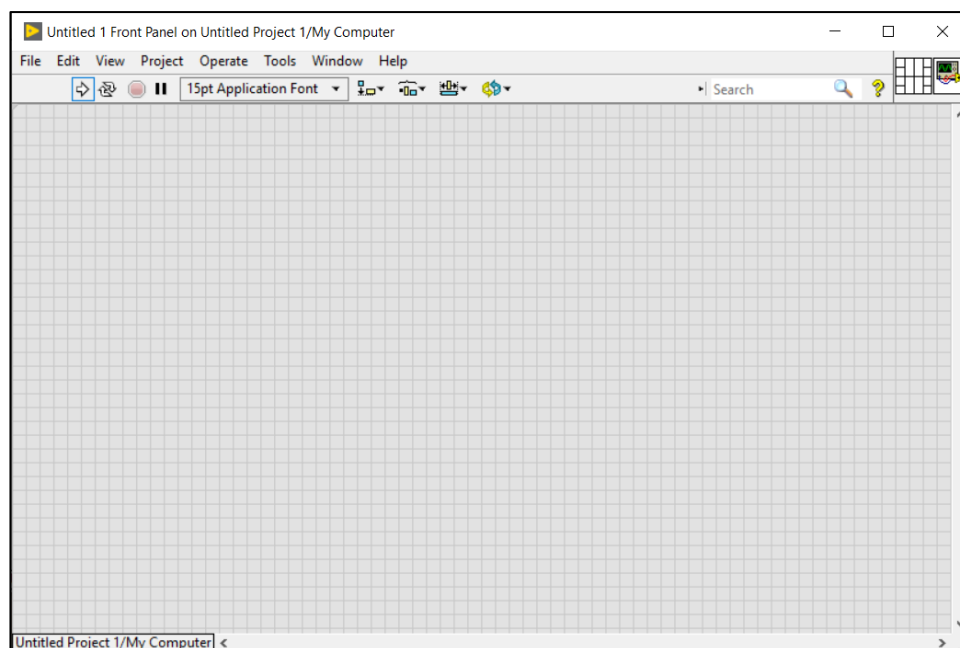 Untitled 1 Front Panel on Untitled Project 1/My Computer
File Edit View Project Operate Tools Window Help
15pt Application Font Search
Untitled Project 1/My Computer